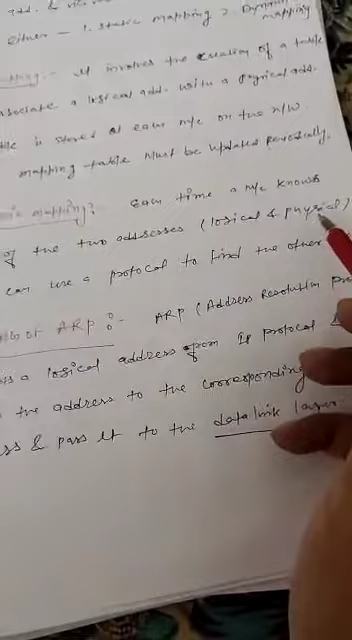 add. &
either - 1. static mapping 2. Dynamic mapping
mapping:- It involves the creation of a table
associate a logical add. with a physical add.
is stored at each m/c on the n/w.
mapping table must be updated periodically.
mapping:- Each time a m/c knows
of the two addresses (logical & physical)
can use a protocol to find the other
of ARP:- ARP (Address Resolution pro
a logical address from IP protocol &
the address to the corresponding
ss & pass it to the data link layer.